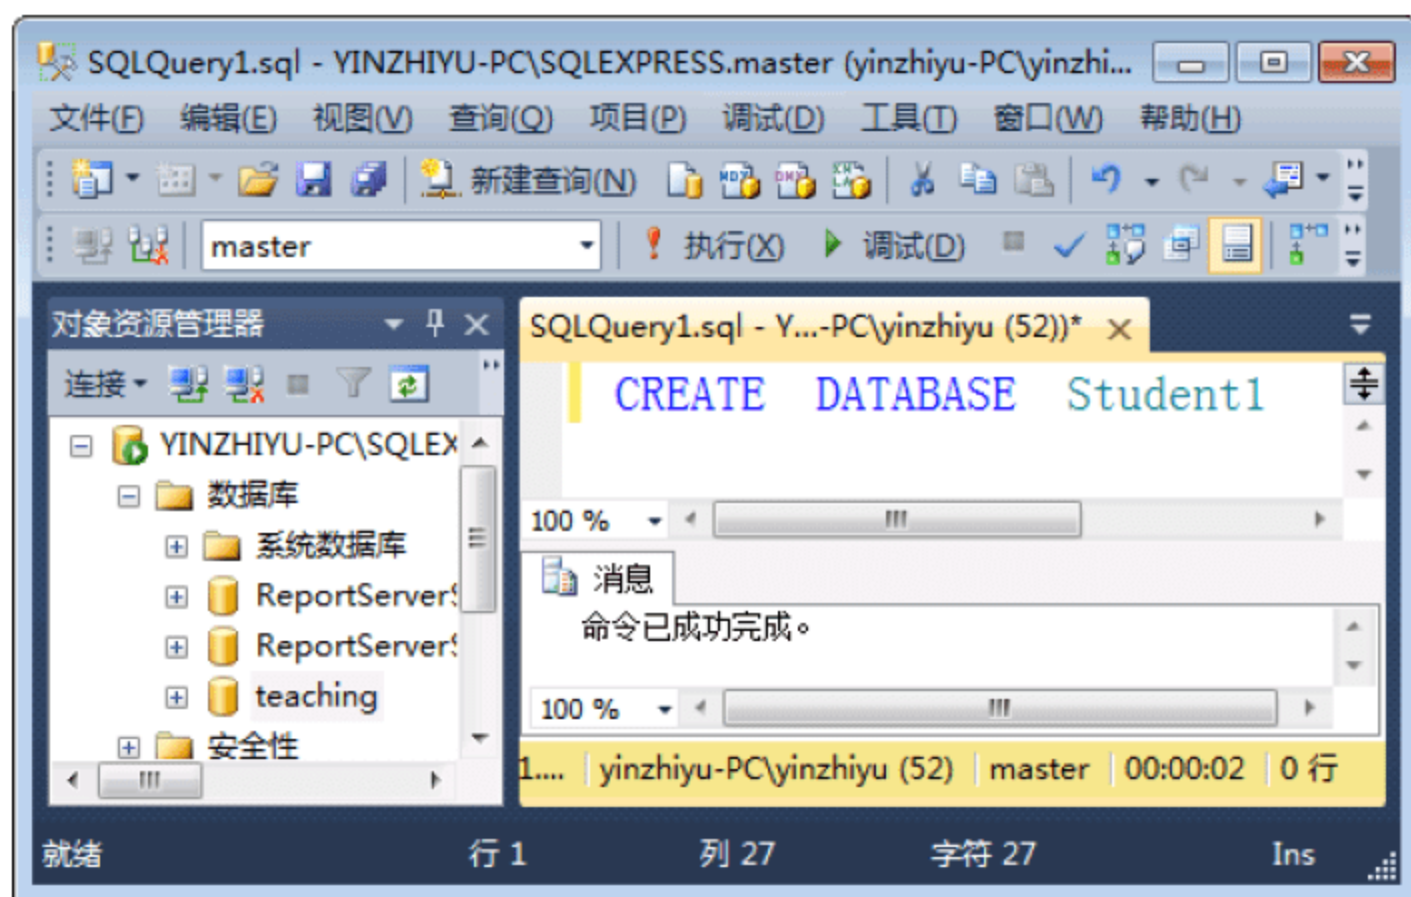 SQLQuery1.sql - YINZHIYU-PC\SQLEXPRESS.master (yinzhiyu-PC\yinzhi...
文件(F) 编辑(E) 视图(V) 查询(Q) 项目(P) 调试(D) 工具(T) 窗口(W) 帮助(H)
新建查询(N)
master 执行(X) 调试(D)
对象资源管理器
连接
YINZHIYU-PC\SQLEX
数据库
系统数据库
ReportServer
ReportServer
teaching
安全性
SQLQuery1.sql - Y...-PC\yinzhiyu (52))*
CREATE DATABASE Student1
100 %
消息
命令已成功完成。
100 %
1.... yinzhiyu-PC\yinzhiyu (52) master 00:00:02 0 行
就绪 行 1 列 27 字符 27 Ins